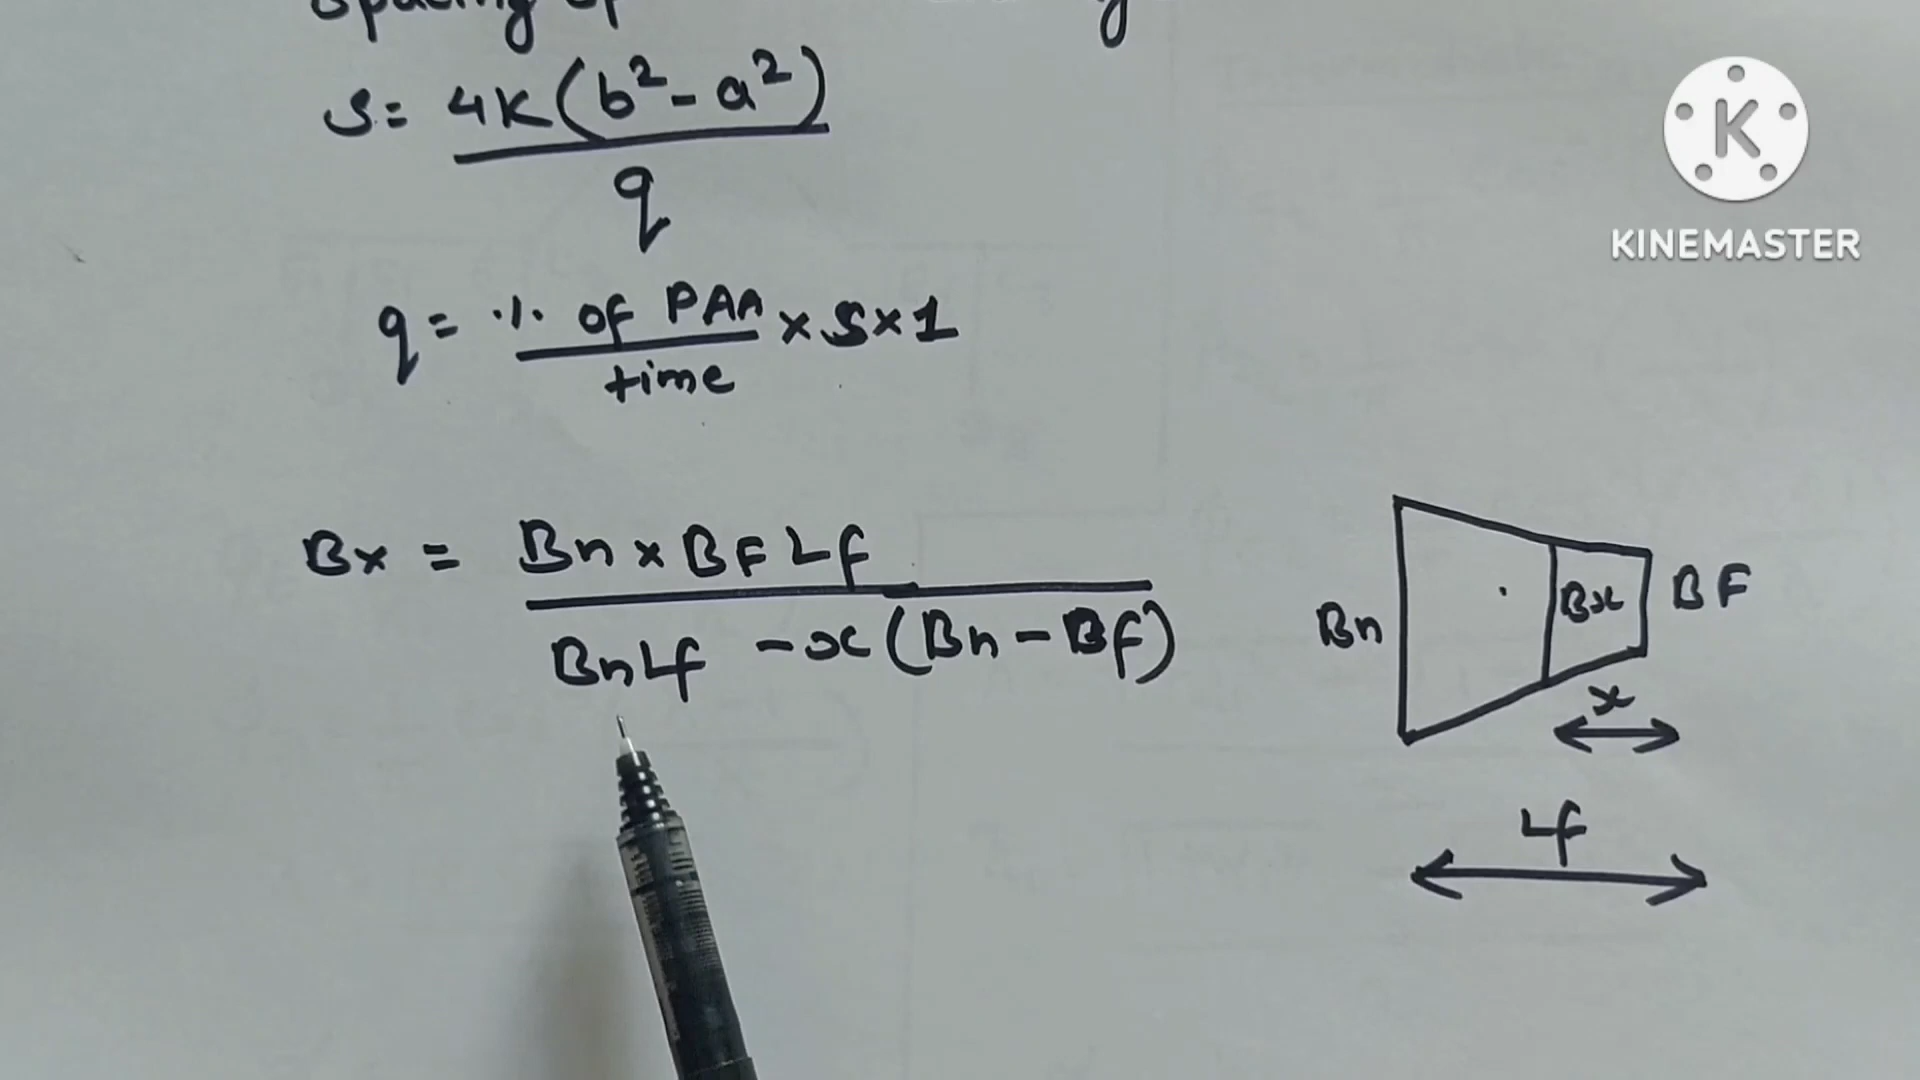 S = 4K(b² - a²)
q
q = % of PAA × S × 1
time
Bx = Bn × BF Lf
BnLf - x(Bn - Bf)
Bn Bx BF
x
Lf
K
KINEMASTER